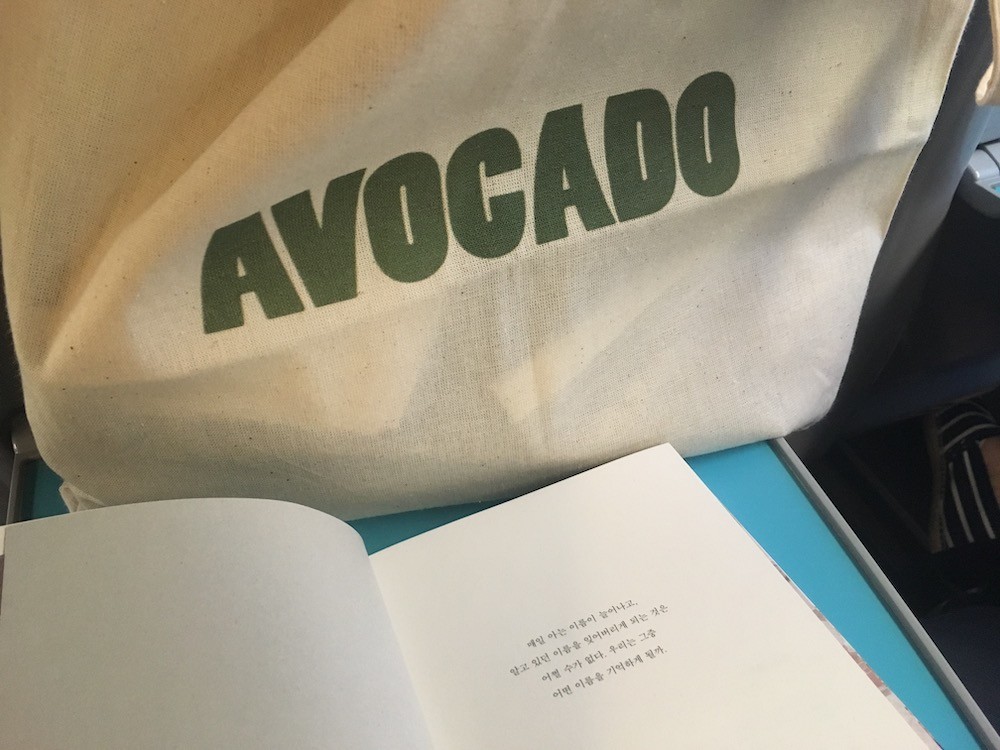 AVOCADO
매일 아는 이름이 늘어나고,
알고 있던 이름을 잊어버리게 되는 것은
어쩔 수가 없다. 우리는 그중
어떤 이름을 기억하게 될까.